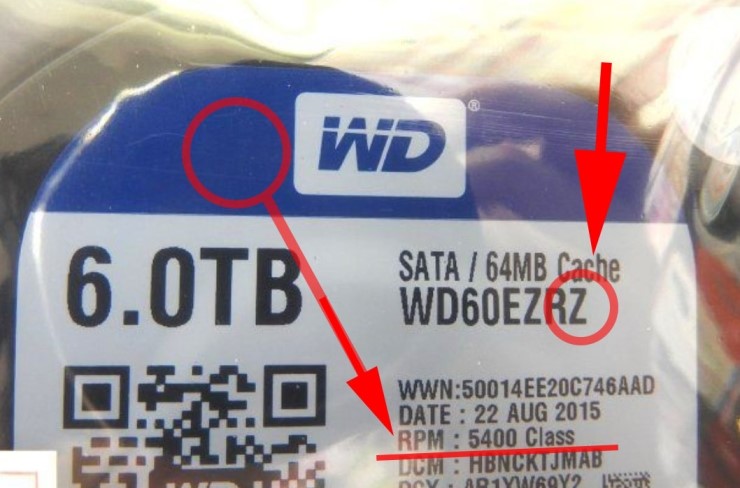 WD®
6.0TB
SATA / 64MB Cache
WD60EZRZ
WWN:50014EE20C746AAD
DATE : 22 AUG 2015
RPM : 5400 Class
DCM : HBNCKTJMAB